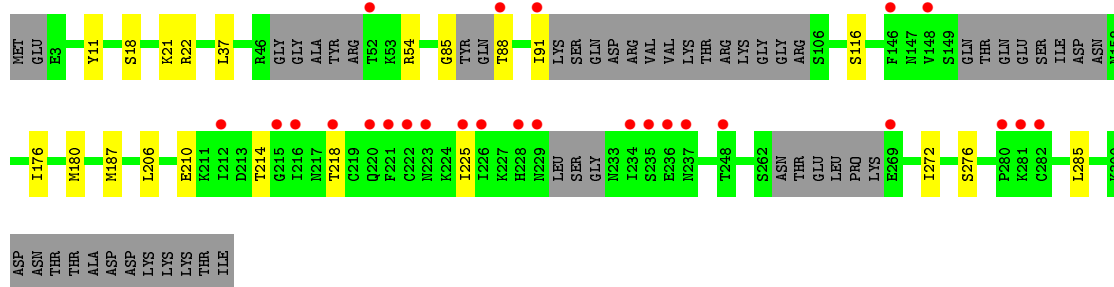 MET GLU E3 Y11 S18 K21 R22 L37 R46 GLY GLY ALA TYR ARG T52 K53 R54 G85 TYR GLN T88 I91 LYS SER GLN ASP ARG VAL VAL LYS THR ARG LYS GLY GLY ARG S106 S116 F146 N147 V148 S149 GLN THR GLN GLU SER ILE ASP ASN
I176 M180 M187 L206 E210 K211 I212 D213 T214 G215 I216 N217 T218 C219 Q220 F221 C222 N223 K224 I225 I226 K227 H228 N229 LEU SER GLY N233 I234 S235 E236 N237 T248 S262 ASN THR GLU LEU PRO LYS E269 I272 S276 P280 K281 C282 L285
ASP ASN THR THR ALA ASP ASP LYS LYS LYS THR ILE